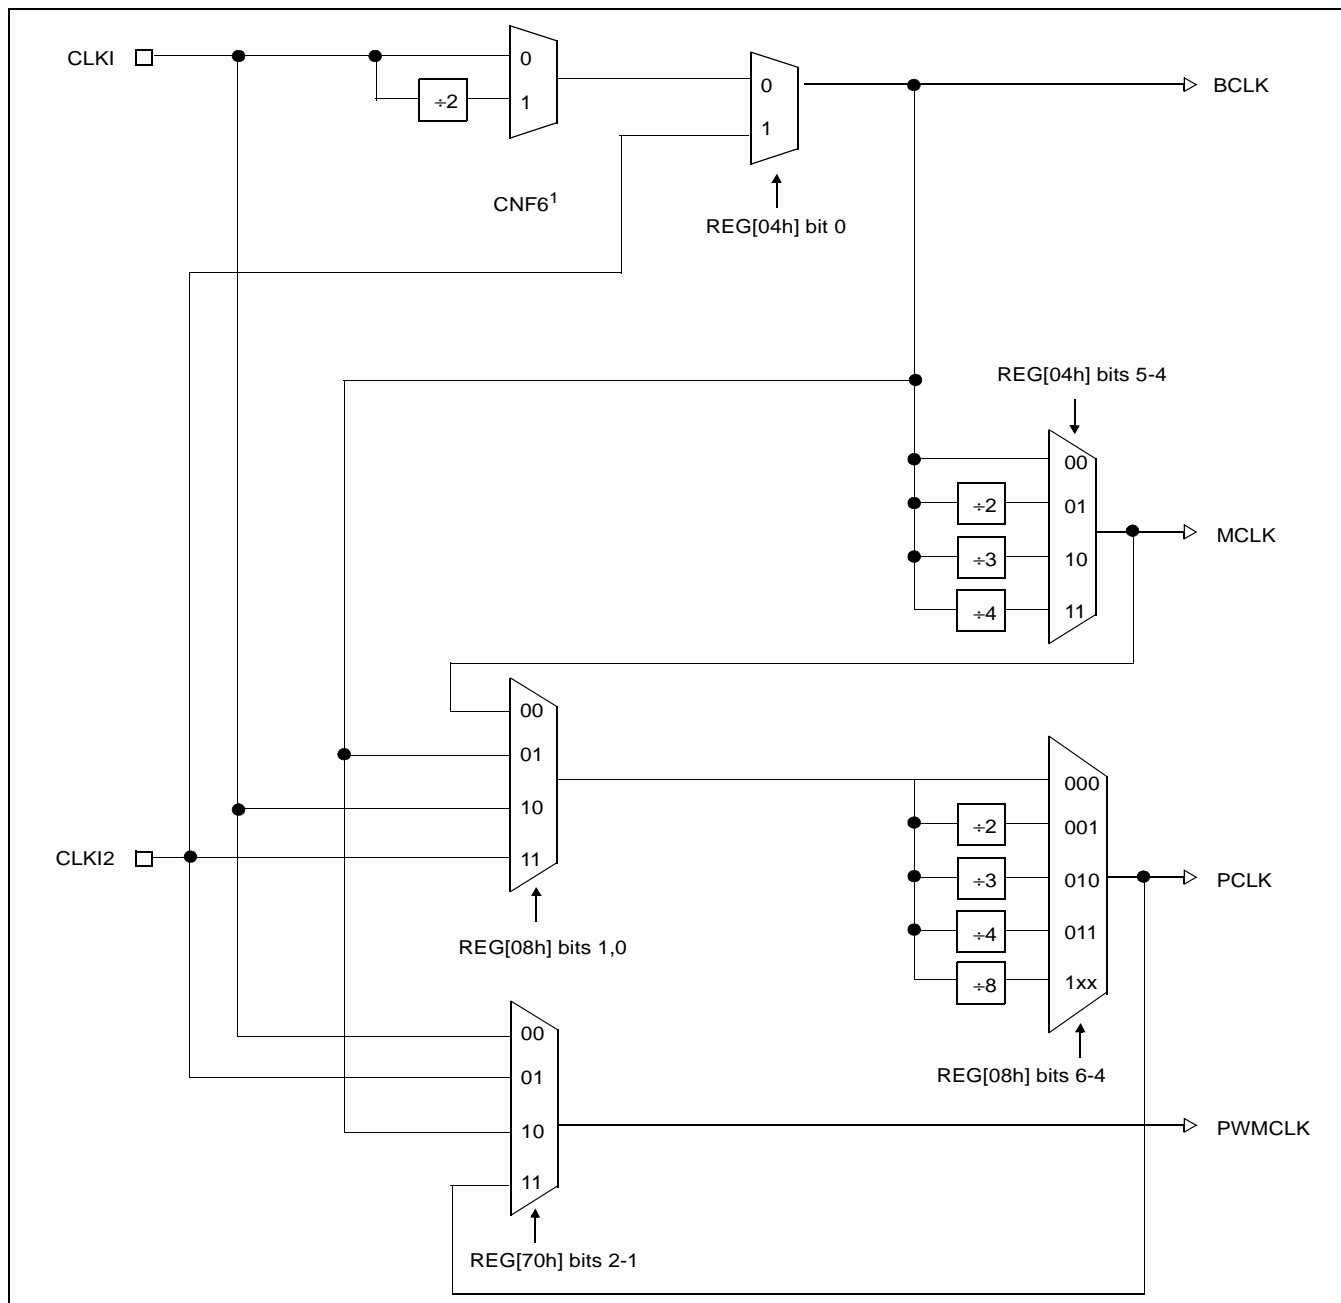 CLKI
0
÷2
1
0
1
BCLK
CNF6¹
REG[04h] bit 0
REG[04h] bits 5-4
00
÷2
01
MCLK
÷3
10
÷4
11
00
01
10
CLKI2
11
REG[08h] bits 1,0
000
÷2
001
÷3
010
PCLK
÷4
011
÷8
1xx
REG[08h] bits 6-4
00
01
10
PWMCLK
11
REG[70h] bits 2-1